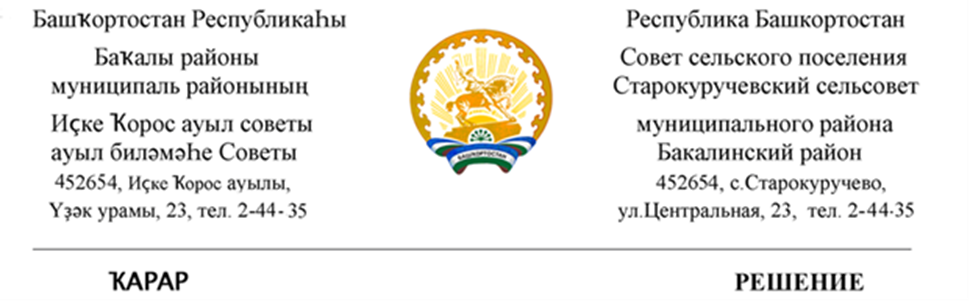 Башҡортостан Республикаһы
Баҡалы районы
муниципаль районының
Иҫке Ҡорос ауыл советы
ауыл биләмәһе Советы
452654, Иҫке Ҡорос ауылы,
Үҙәк урамы, 23, тел. 2-44-35
БАШКОРТОСТАН
Республика Башкортостан
Совет сельского поселения
Старокуручевский сельсовет
муниципального района
Бакалинский район
452654, с.Старокуручево,
ул.Центральная, 23, тел. 2-44-35
ҠАРАР
РЕШЕНИЕ